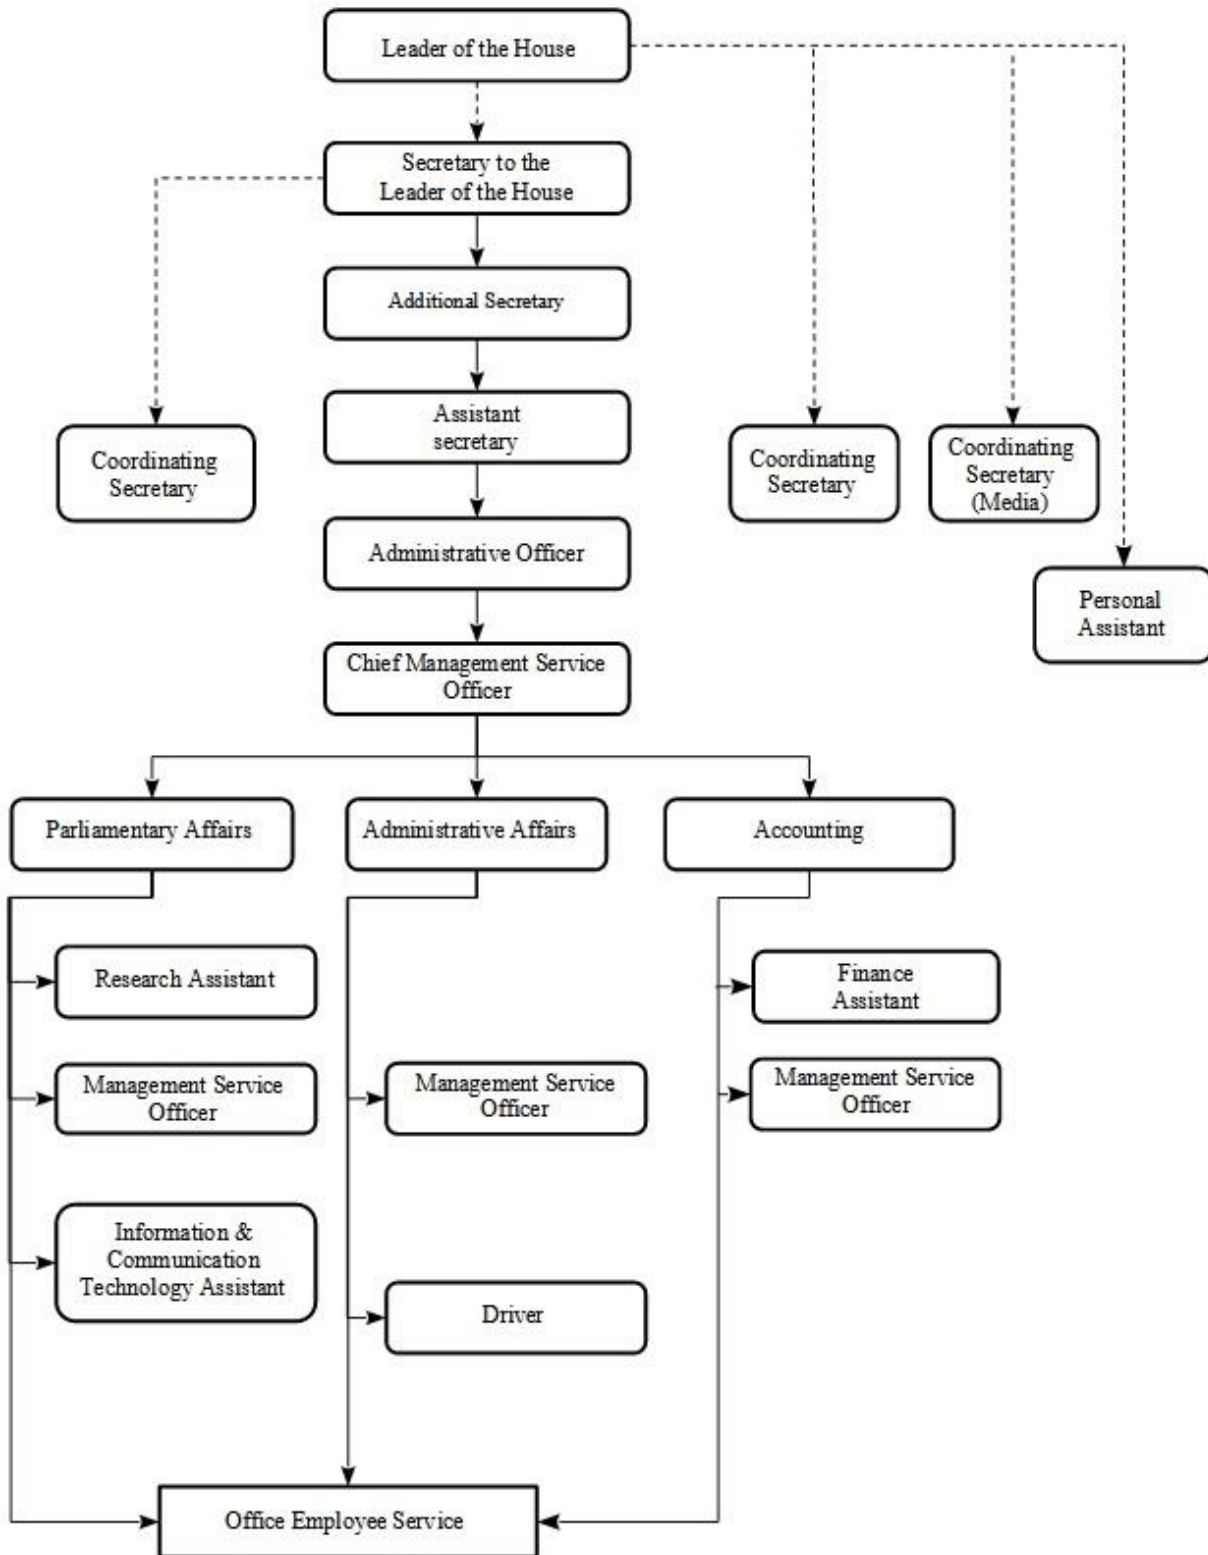 Leader of the House
Secretary to the
Leader of the House
Additional Secretary
Assistant
secretary
Coordinating
Secretary
Coordinating
Secretary
Coordinating
Secretary
(Media)
Administrative Officer
Personal
Assistant
Chief Management Service
Officer
Parliamentary Affairs
Administrative Affairs
Accounting
Research Assistant
Finance
Assistant
Management Service
Officer
Management Service
Officer
Management Service
Officer
Information &
Communication
Technology Assistant
Driver
Office Employee Service